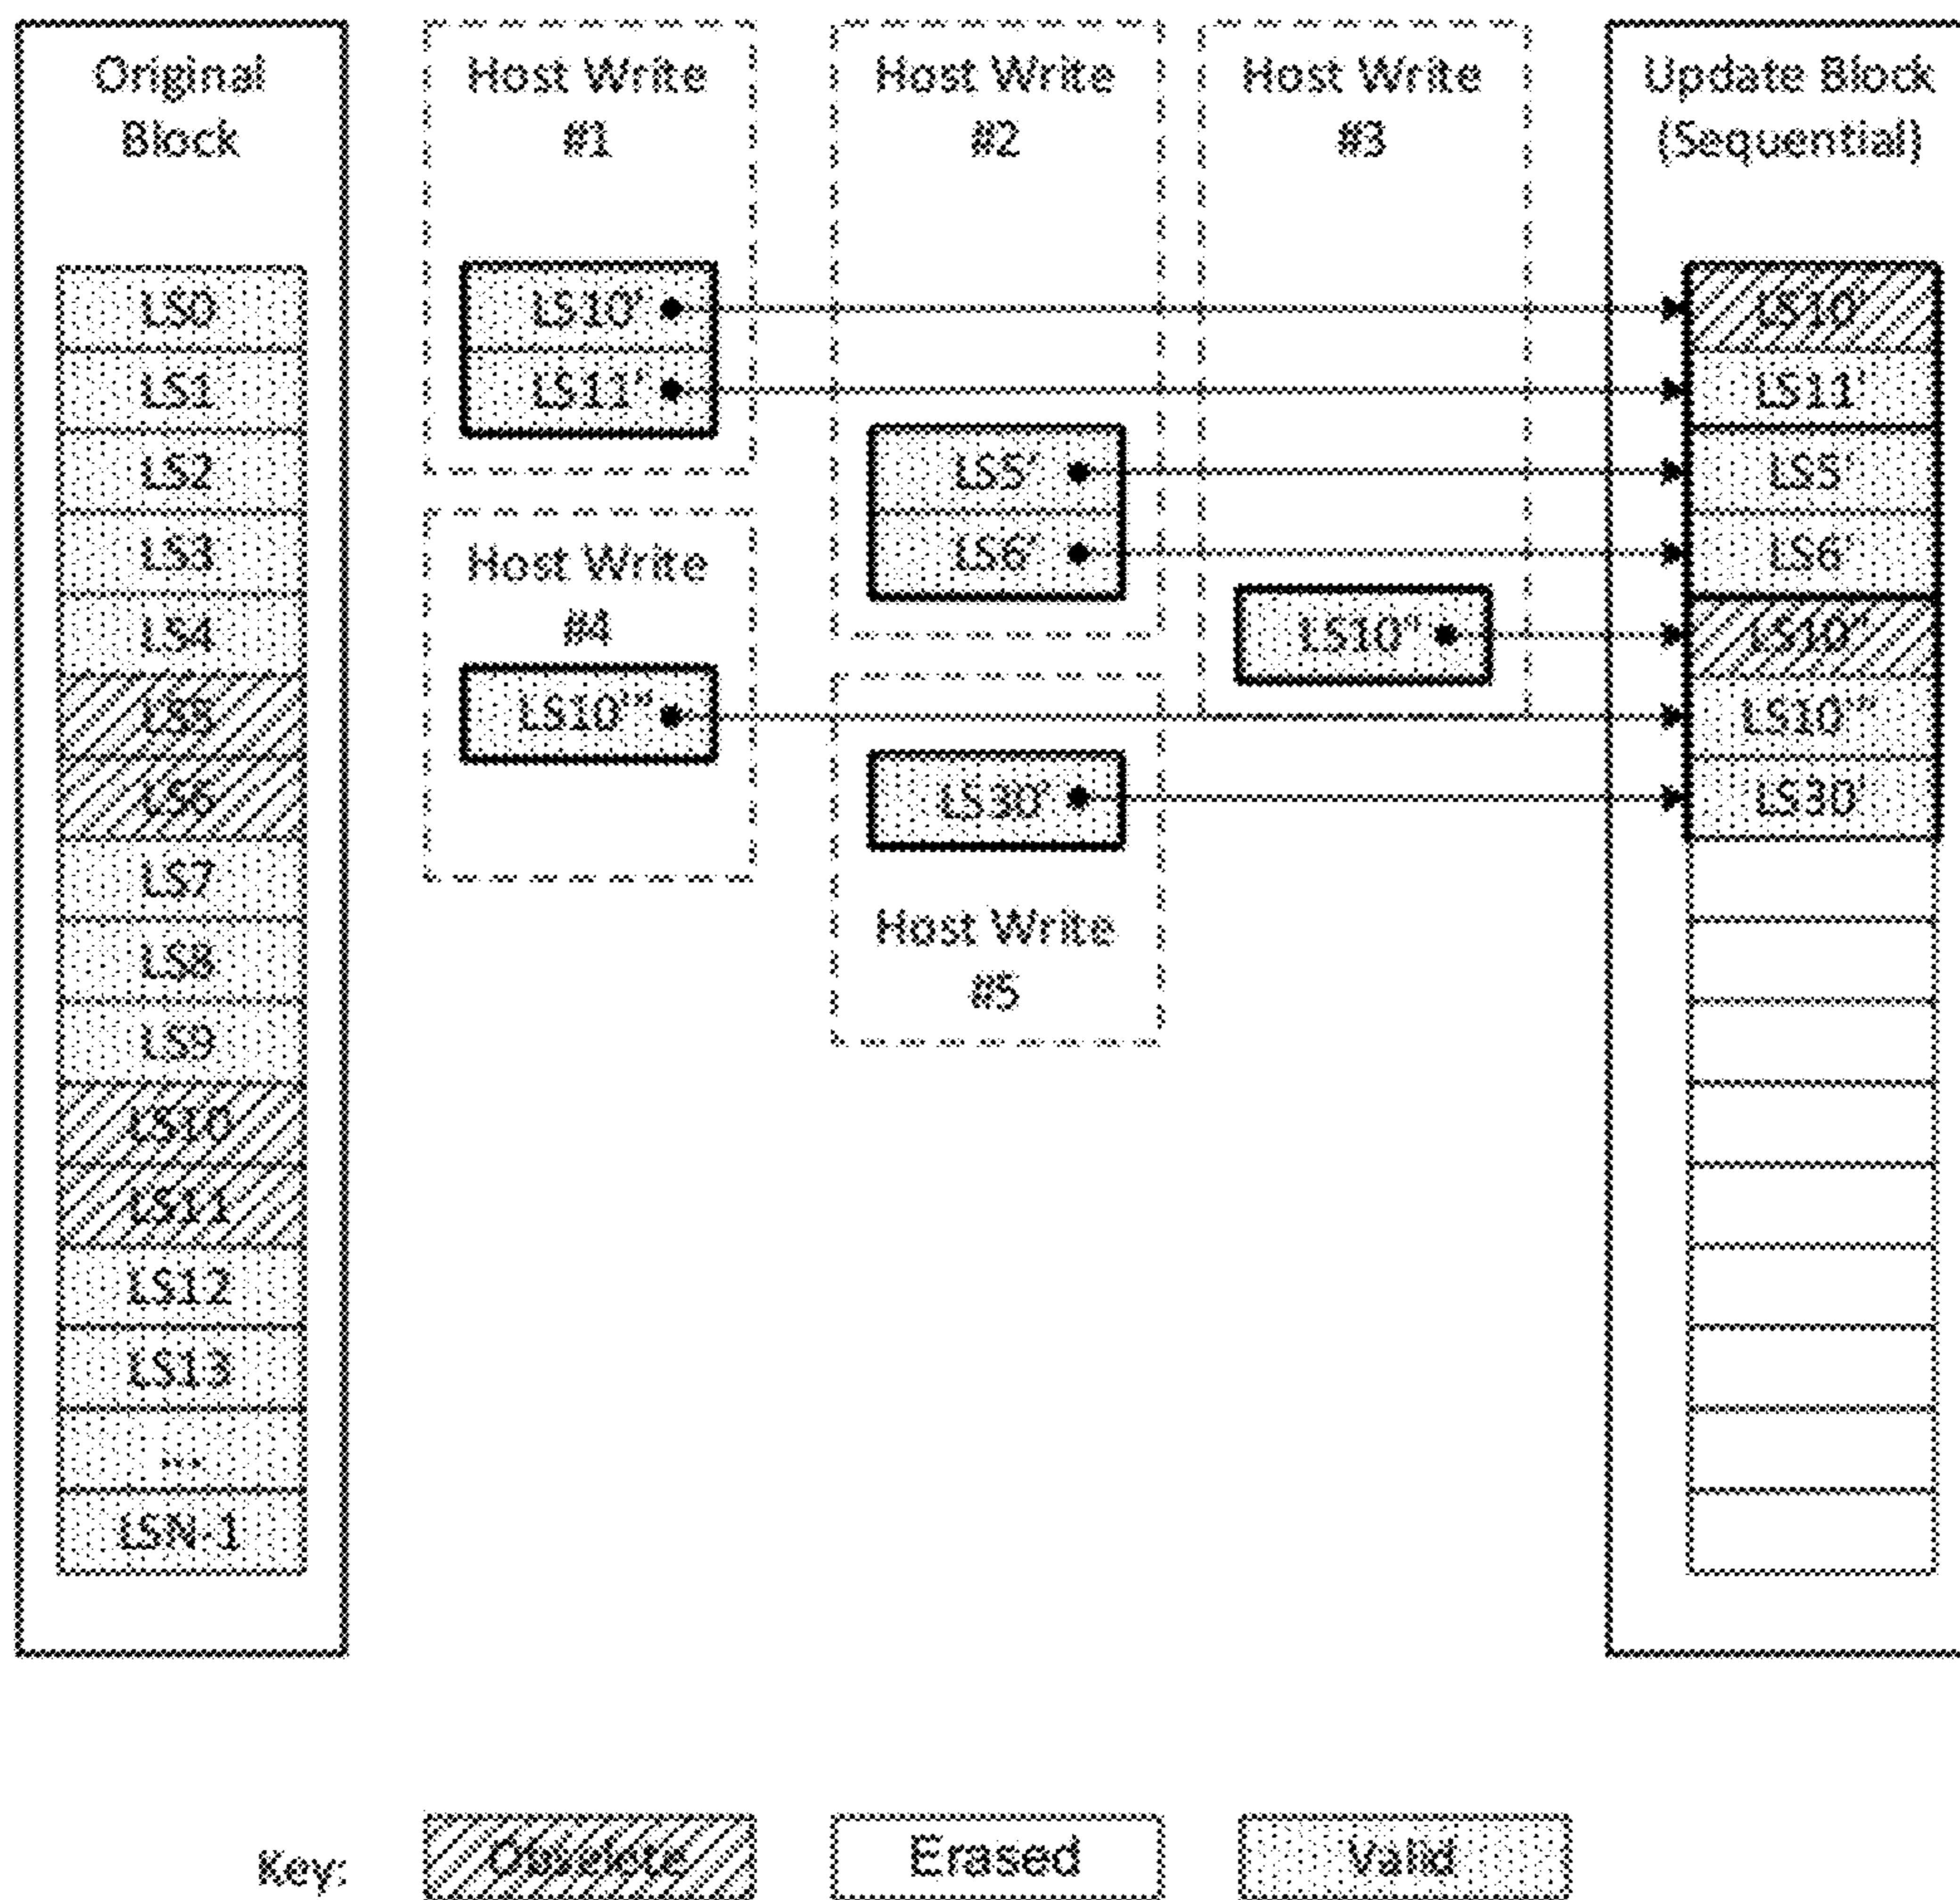 Original
Block
LS0
LS1
LS2
LS3
LS4
LS5
LS6
LS7
LS8
LS9
LS10
LS11
LS12
LS13
...
LSN-1
Host Write
#1
LS10'
LS11'
Host Write
#4
LS10'''
Host Write
#2
LS5'
LS6'
LS30'
Host Write
#5
Host Write
#3
LS10''
Update Block
(Sequential)
LS10'
LS11'
LS5'
LS6'
LS10''
LS10'''
LS30'
Key:
Obselete
Erased
Valid